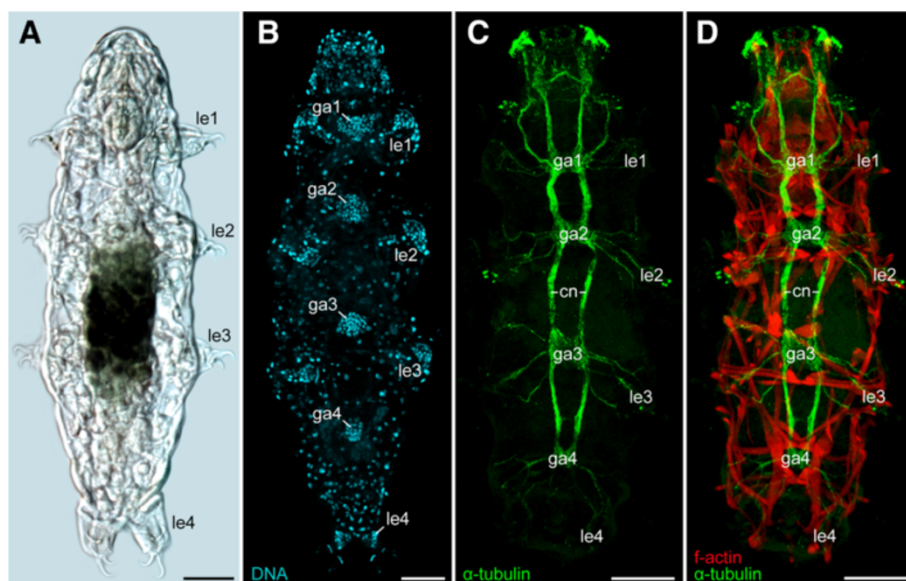 A
le1
le2
le3
le4
B
ga1
le1
ga2
le2
ga3
le3
ga4
le4
DNA
C
ga1
le1
ga2
le2
-cn-
ga3
le3
ga4
le4
α-tubulin
D
ga1
le1
ga2
le2
-cn-
ga3
le3
ga4
le4
f-actin
α-tubulin